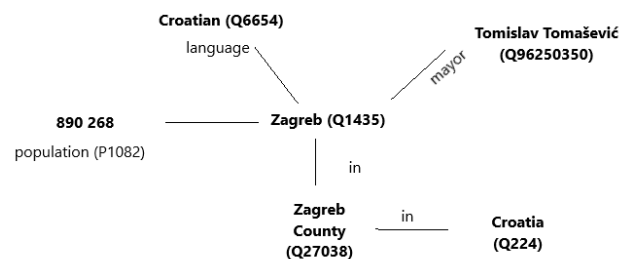 Croatian (Q6654)
language
Tomislav Tomašević
(Q96250350)
mayor
890 268
population (P1082)
Zagreb (Q1435)
in
Zagreb
County
(Q27038)
in
Croatia
(Q224)